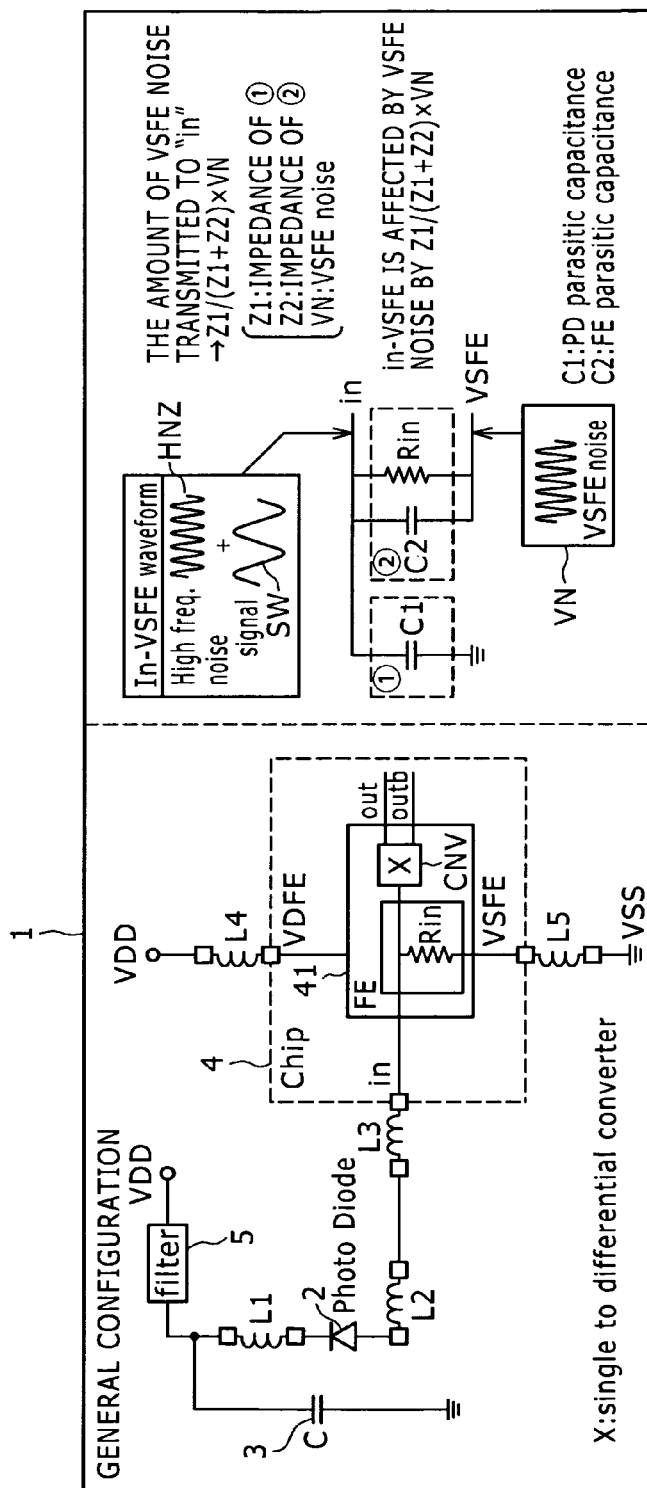 1
GENERAL CONFIGURATION
VDD
filter
5
L1
2
Photo Diode
3
C
L2
L3
VDD
L4
VDFE
4
Chip
41
FE
in
Rin
X
out
outb
CNV
VSFE
L5
VSS
X:single to differential converter
In-VSFE waveform
High freq.
noise
+
signal
SW
HNZ
THE AMOUNT OF VSFE NOISE
TRANSMITTED TO "in"
→Z1/(Z1+Z2)×VN
Z1:IMPEDANCE OF ①
Z2:IMPEDANCE OF ②
VN:VSFE noise
in
① C1
② C2
Rin
VSFE
in-VSFE IS AFFECTED BY VSFE
NOISE BY Z1/(Z1+Z2)×VN
VN
VSFE noise
C1:PD parasitic capacitance
C2:FE parasitic capacitance